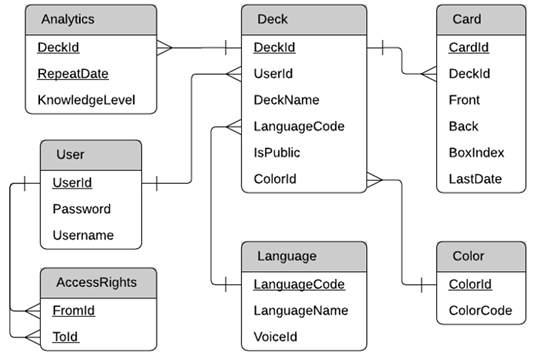 Analytics
DeckId
RepeatDate
KnowledgeLevel
Deck
DeckId
UserId
DeckName
LanguageCode
IsPublic
ColorId
Card
CardId
DeckId
Front
Back
BoxIndex
LastDate
User
UserId
Password
Username
AccessRights
FromId
ToId
Language
LanguageCode
LanguageName
VoiceId
Color
ColorId
ColorCode